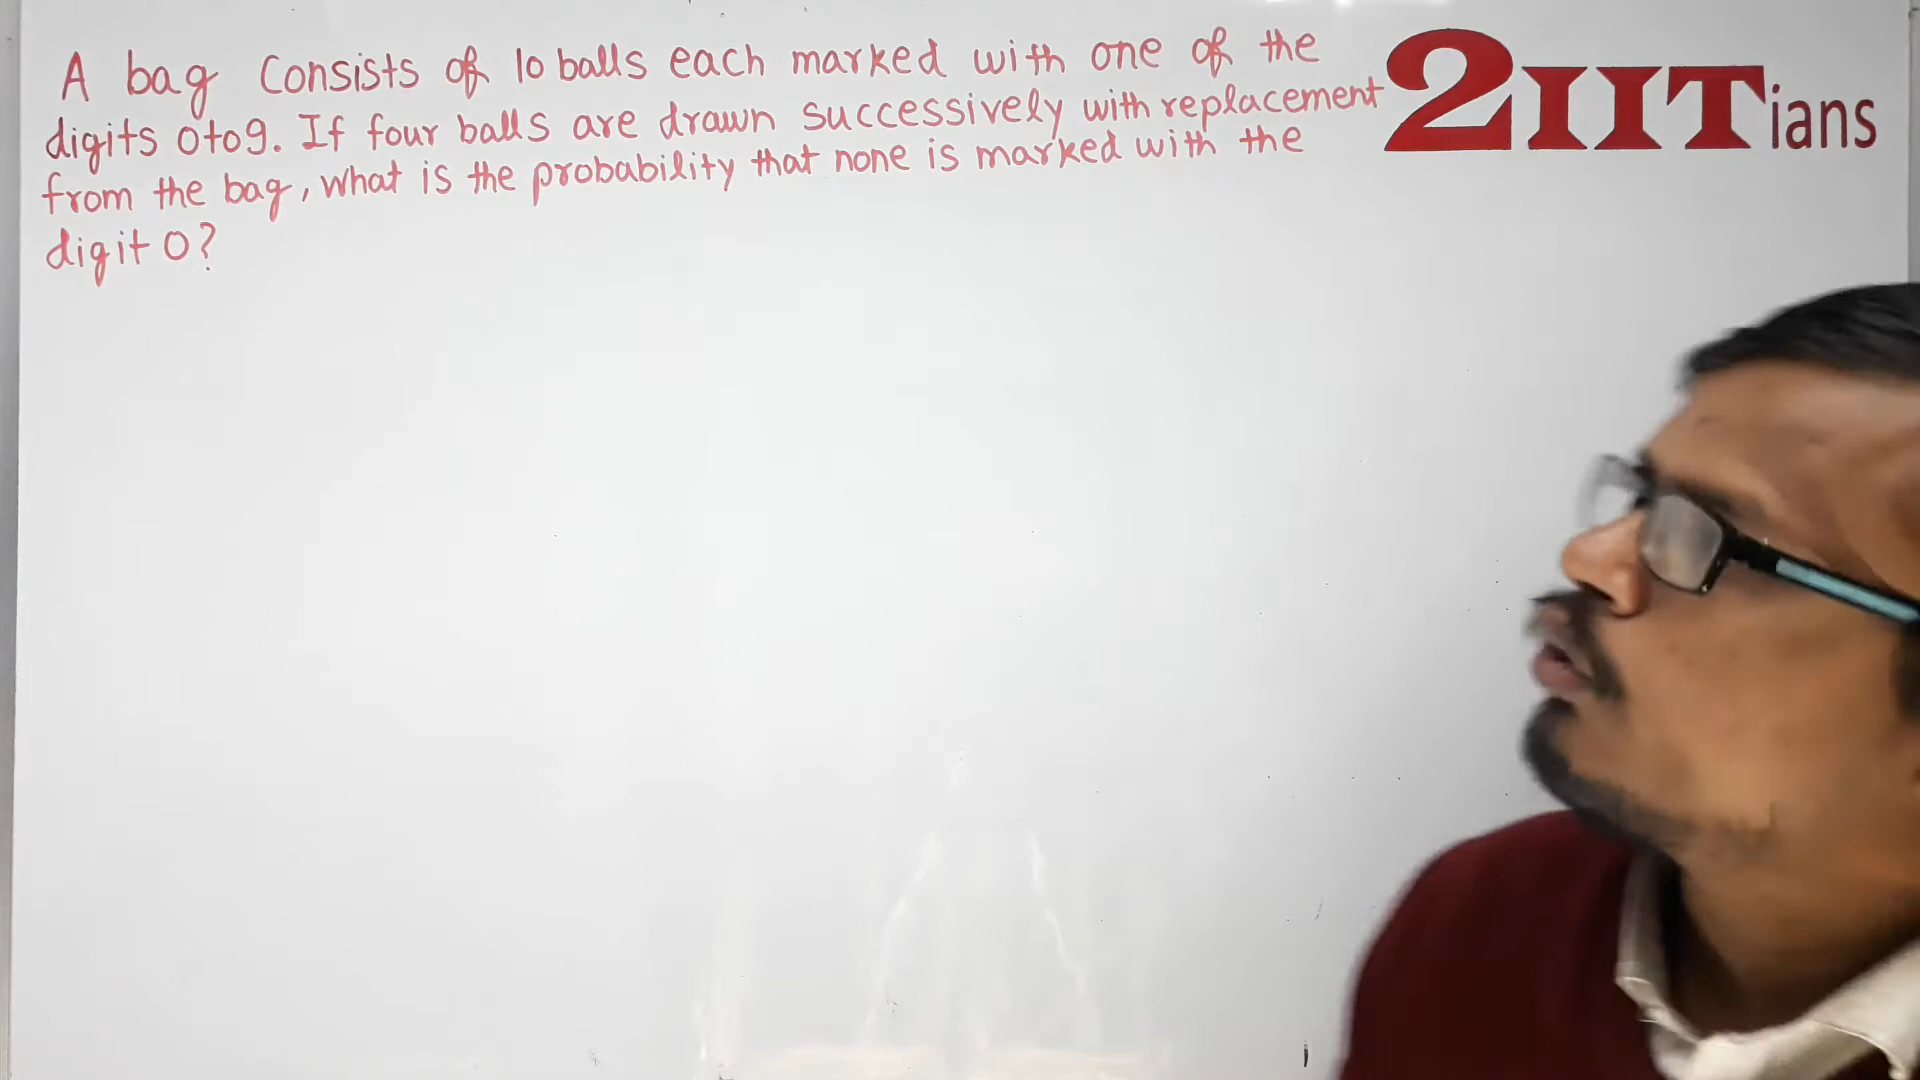 A bag consists of 10 balls each marked with one of the
digits 0 to 9. If four balls are drawn successively with replacement
from the bag, what is the probability that none is marked with the
digit 0?
2IITians